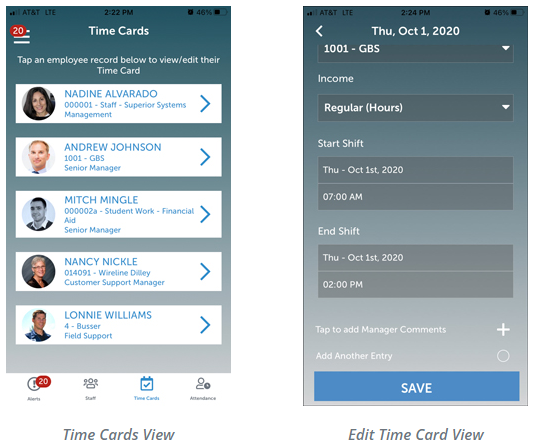 AT&T LTE 2:22 PM 46%
20
Time Cards
Tap an employee record below to view/edit their
Time Card
NADINE ALVARADO
000001 - Staff - Superior Systems
Management
ANDREW JOHNSON
1001 - GBS
Senior Manager
MITCH MINGLE
000002a - Student Work - Financial
Aid
Senior Manager
NANCY NICKLE
014091 - Wireline Dilley
Customer Support Manager
LONNIE WILLIAMS
4 - Busser
Field Support
20
Alerts
Staff
Time Cards
Attendance
Time Cards View
AT&T LTE 2:24 PM 46%
Thu, Oct 1, 2020
1001 - GBS
Income
Regular (Hours)
Start Shift
Thu - Oct 1st, 2020
07:00 AM
End Shift
Thu - Oct 1st, 2020
02:00 PM
Tap to add Manager Comments
Add Another Entry
SAVE
Edit Time Card View